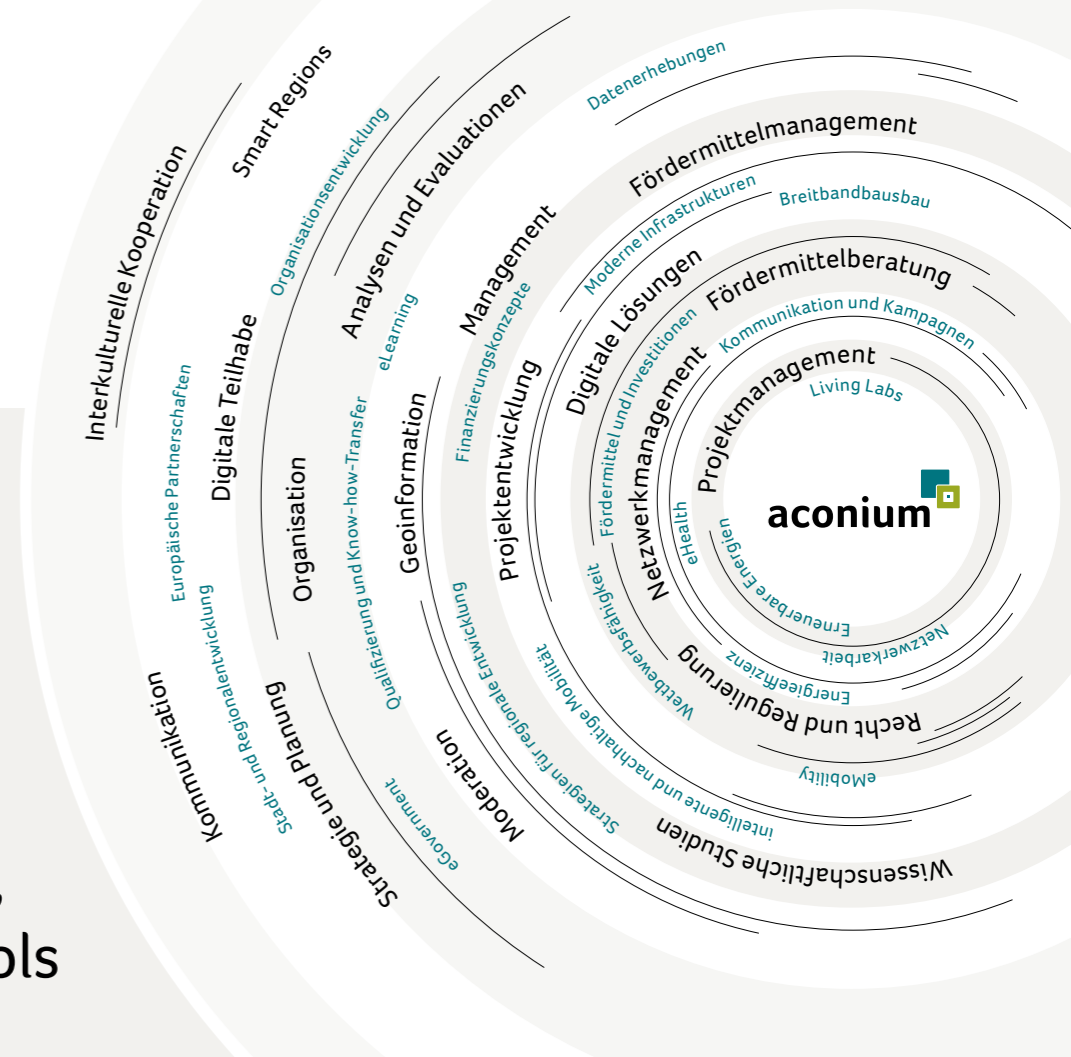 Datenerhebungen
Fördermittelmanagement
Smart Regions
Interkulturelle Kooperation
Organisationsentwicklung
Analysen und Evaluationen
Moderne Infrastrukturen
Breitbandausbau
Management
Digitale Lösungen
Fördermittelberatung
Finanzierungskonzepte
eLearning
Kommunikation und Kampagnen
Fördermittel und Investitionen
Netzwerkmanagement
Projektmanagement
Living Labs
Digitale Teilhabe
Europäische Partnerschaften
Projektentwicklung
Geoinformation
Qualifizierung und Know-how-Transfer
Organisation
aconium
eHealth
Erneuerbare Energien
Netzwerkarbeit
Energieeffizienz
Wettbewerbsfähigkeit
Recht und Regulierung
Stadt- und Regionalentwicklung
Strategien für regionale Entwicklung
intelligente und nachhaltige Mobilität
eMobility
Kommunikation
Strategie und Planung
Moderation
eGovernment
Wissenschaftliche Studien